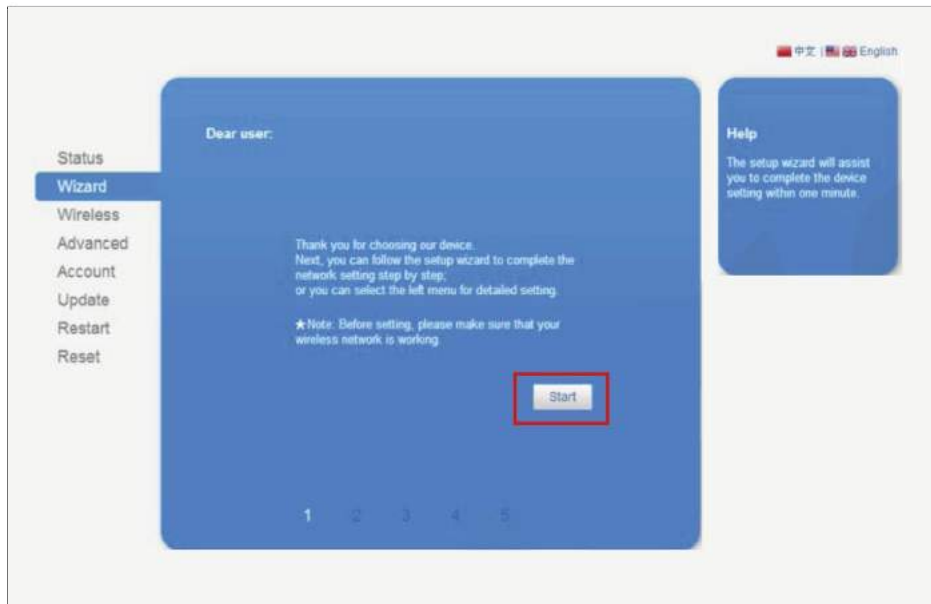 中文 | English
Dear user:
Help
The setup wizard will assist
you to complete the device
setting within one minute.
Status
Wizard
Wireless
Advanced
Account
Update
Restart
Reset
Thank you for choosing our device.
Next, you can follow the setup wizard to complete the
network setting step by step;
or you can select the left menu for detailed setting.
★Note: Before setting, please make sure that your
wireless network is working.
Start
1 2 3 4 5